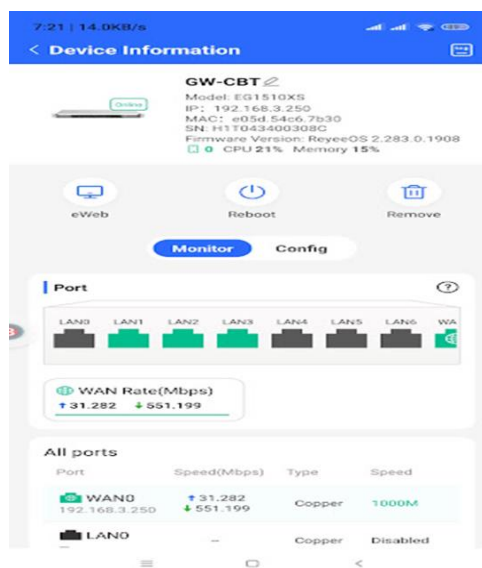 7:21 | 14.0KB/s
< Device Information
Online
GW-CBT
Model: EG1510XS
IP: 192.168.3.250
MAC: e05d.54c6.7b30
SN: H1T043400308C
Firmware Version: ReyeeOS 2.283.0.1908
0 CPU 21% Memory 15%
eWeb Reboot Remove
Monitor Config
Port
LAN0 LAN1 LAN2 LAN3 LAN4 LAN5 LAN6 WA
WAN Rate(Mbps)
↑31.282 ↓551.199
All ports
Port Speed(Mbps) Type Speed
WAN0 ↑31.282 Copper 1000M
192.168.3.250 ↓551.199
LAN0 -- Copper Disabled